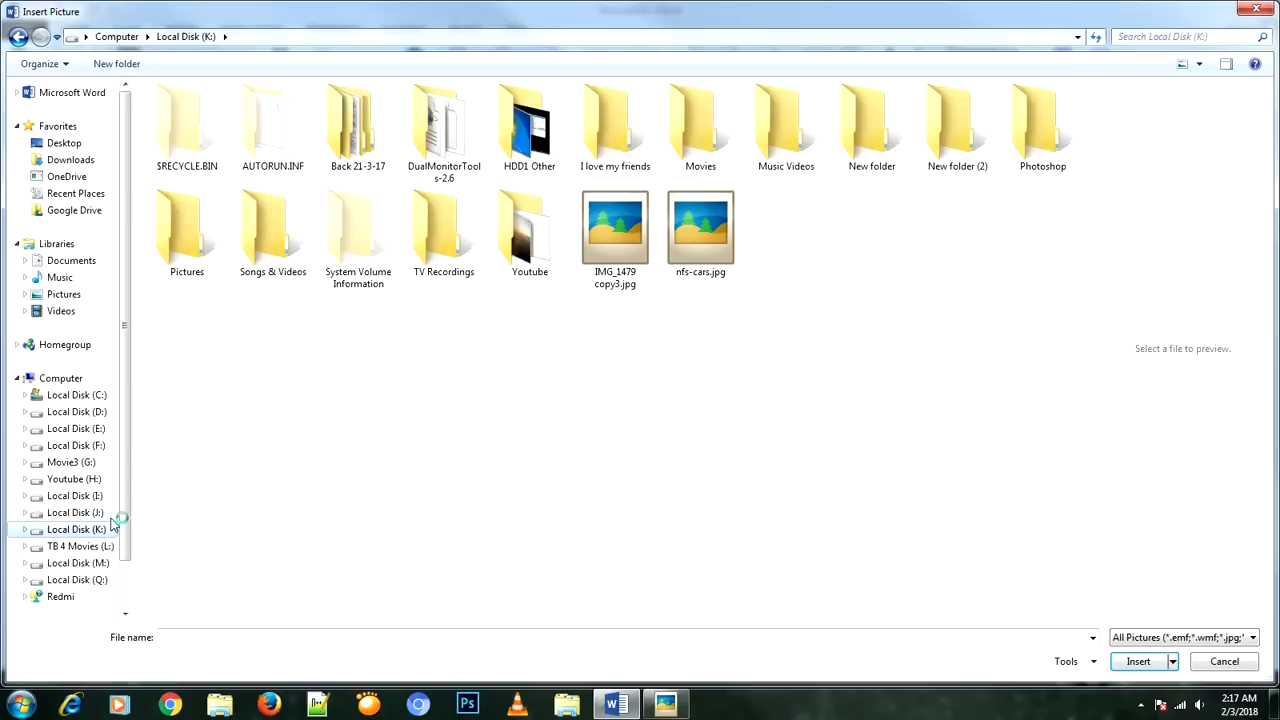 Insert Picture
Computer
Local Disk (K:)
Search Local Disk (K:)
Organize
New folder
Microsoft Word
Favorites
Desktop
Downloads
OneDrive
Recent Places
Google Drive
Libraries
Documents
Music
Pictures
Videos
Homegroup
Computer
Local Disk (C:)
Local Disk (D:)
Local Disk (E:)
Local Disk (F:)
Movie3 (G:)
Youtube (H:)
Local Disk (I:)
Local Disk (J:)
Local Disk (K:)
TB 4 Movies (L:)
Local Disk (M:)
Local Disk (Q:)
Redmi
$RECYCLE.BIN
AUTORUN.INF
Back 21-3-17
DualMonitorTool
s-2.6
HDD1 Other
I love my friends
Movies
Music Videos
New folder
New folder (2)
Photoshop
Pictures
Songs & Videos
System Volume
Information
TV Recordings
Youtube
IMG_1479
copy3.jpg
nfs-cars.jpg
Select a file to preview.
File name:
All Pictures (*.emf;*.wmf;*.jpg;*
Tools
Insert
Cancel
Ps
2:17 AM
2/3/2018